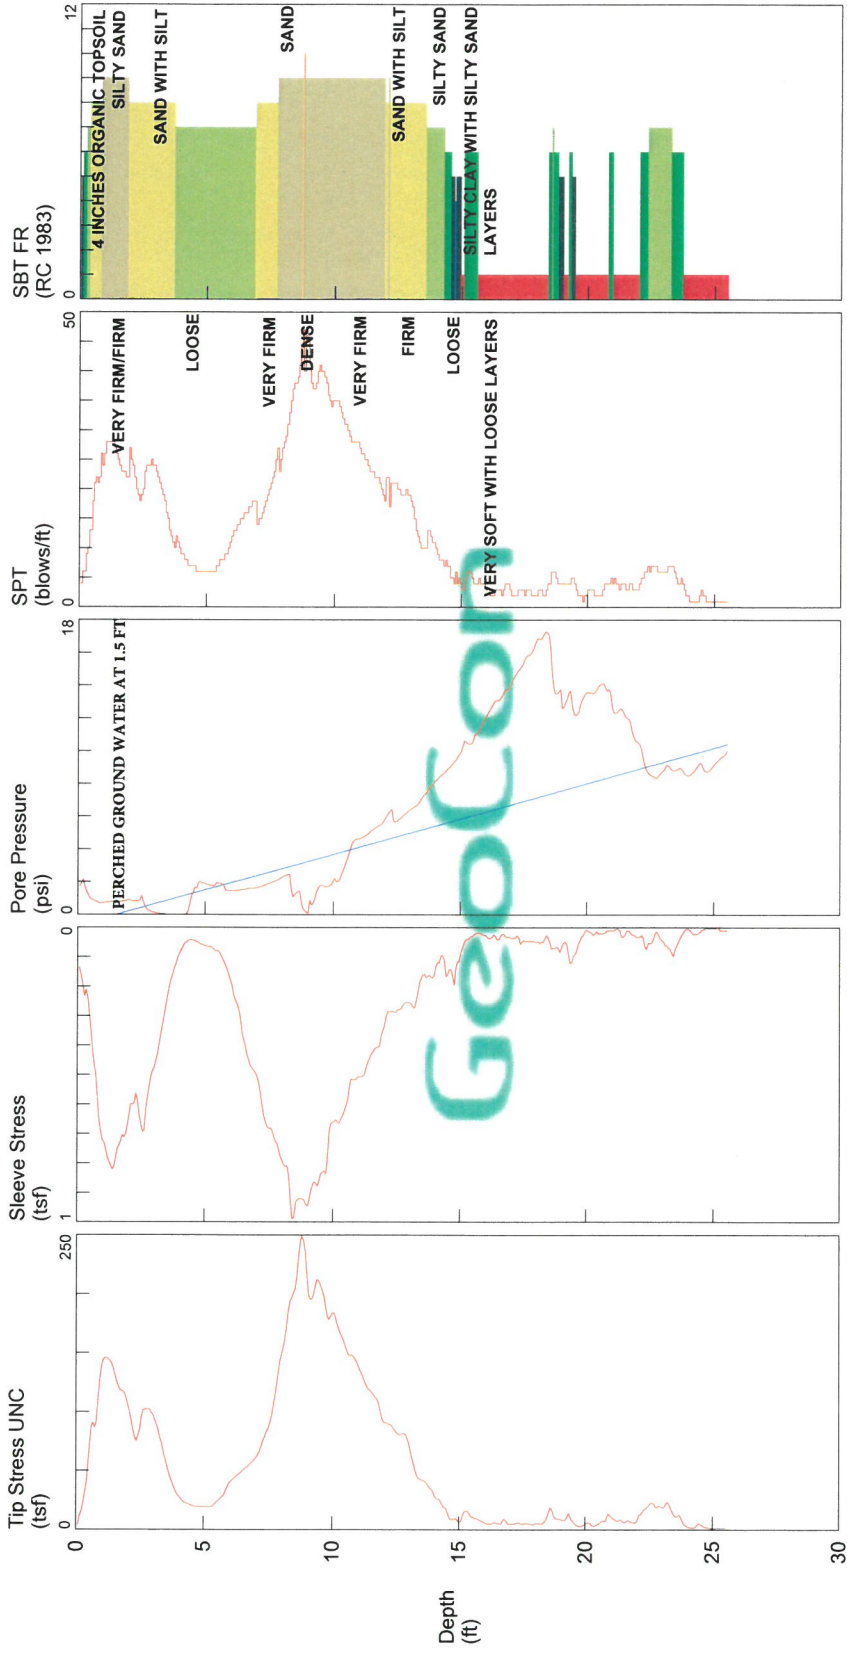 Depth
(ft)
0
5
10
15
20
25
30
Tip Stress UNC
(tsf)
0
250
Sleeve Stress
(tsf)
1
0
Pore Pressure
(psi)
0
18
PERCHED GROUND WATER AT 1.5 FT
SPT
(blows/ft)
0
50
VERY FIRM/FIRM
LOOSE
VERY FIRM
DENSE
VERY FIRM
FIRM
LOOSE
VERY SOFT WITH LOOSE LAYERS
SBT FR
(RC 1983)
0
12
4 INCHES ORGANIC TOPSOIL
SILTY SAND
SAND WITH SILT
SAND
SAND WITH SILT
SILTY SAND
SILTY CLAY WITH SILTY SAND
LAYERS
GeoCon